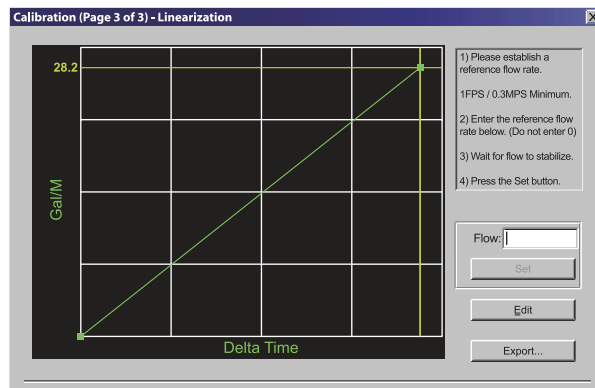 Calibration (Page 3 of 3) - Linearization
X
28.2
Gal/M
Delta Time
1) Please establish a
reference flow rate.
1FPS / 0.3MPS Minimum.
2) Enter the reference flow
rate below. (Do not enter 0)
3) Wait for flow to stabilize.
4) Press the Set button.
Flow:
Set
Edit
Export...